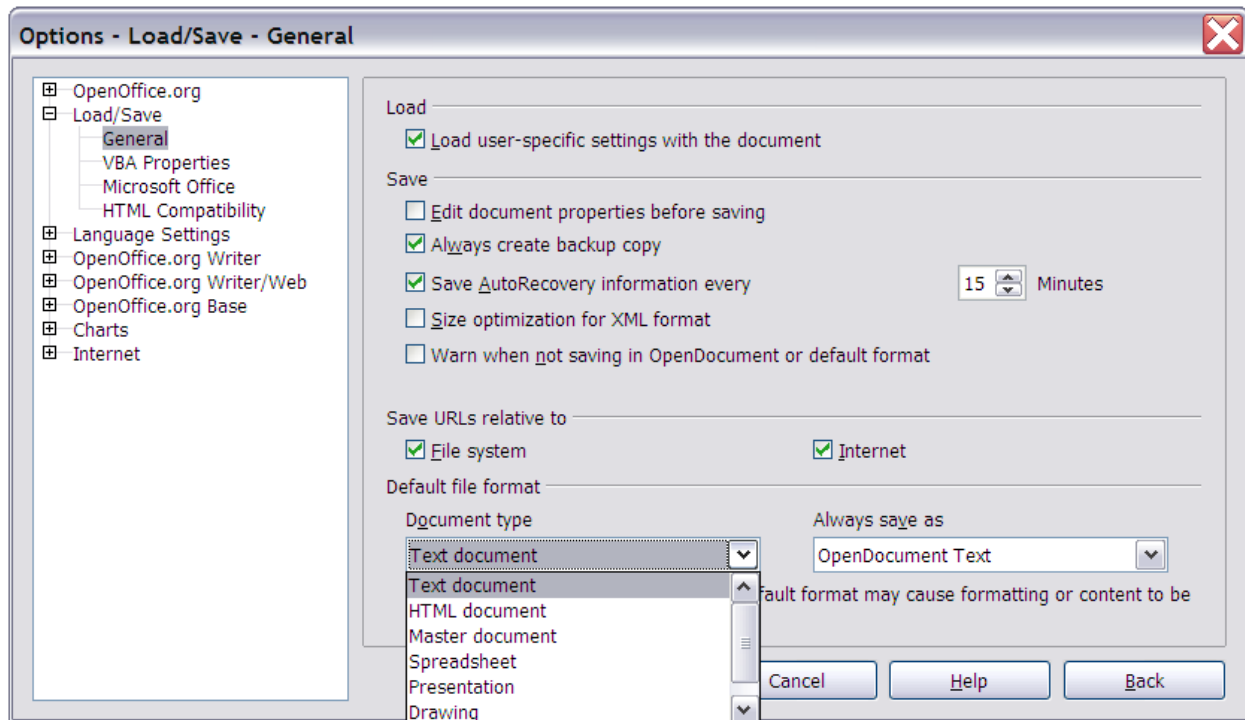 Options - Load/Save - General
OpenOffice.org
Load/Save
General
VBA Properties
Microsoft Office
HTML Compatibility
Language Settings
OpenOffice.org Writer
OpenOffice.org Writer/Web
OpenOffice.org Base
Charts
Internet
Load
Load user-specific settings with the document
Save
Edit document properties before saving
Always create backup copy
Save AutoRecovery information every 15 Minutes
Size optimization for XML format
Warn when not saving in OpenDocument or default format
Save URLs relative to
File system Internet
Default file format
Document type Always save as
Text document OpenDocument Text
Text document
fault format may cause formatting or content to be
HTML document
Master document
Spreadsheet
Presentation
Drawing
Cancel Help Back